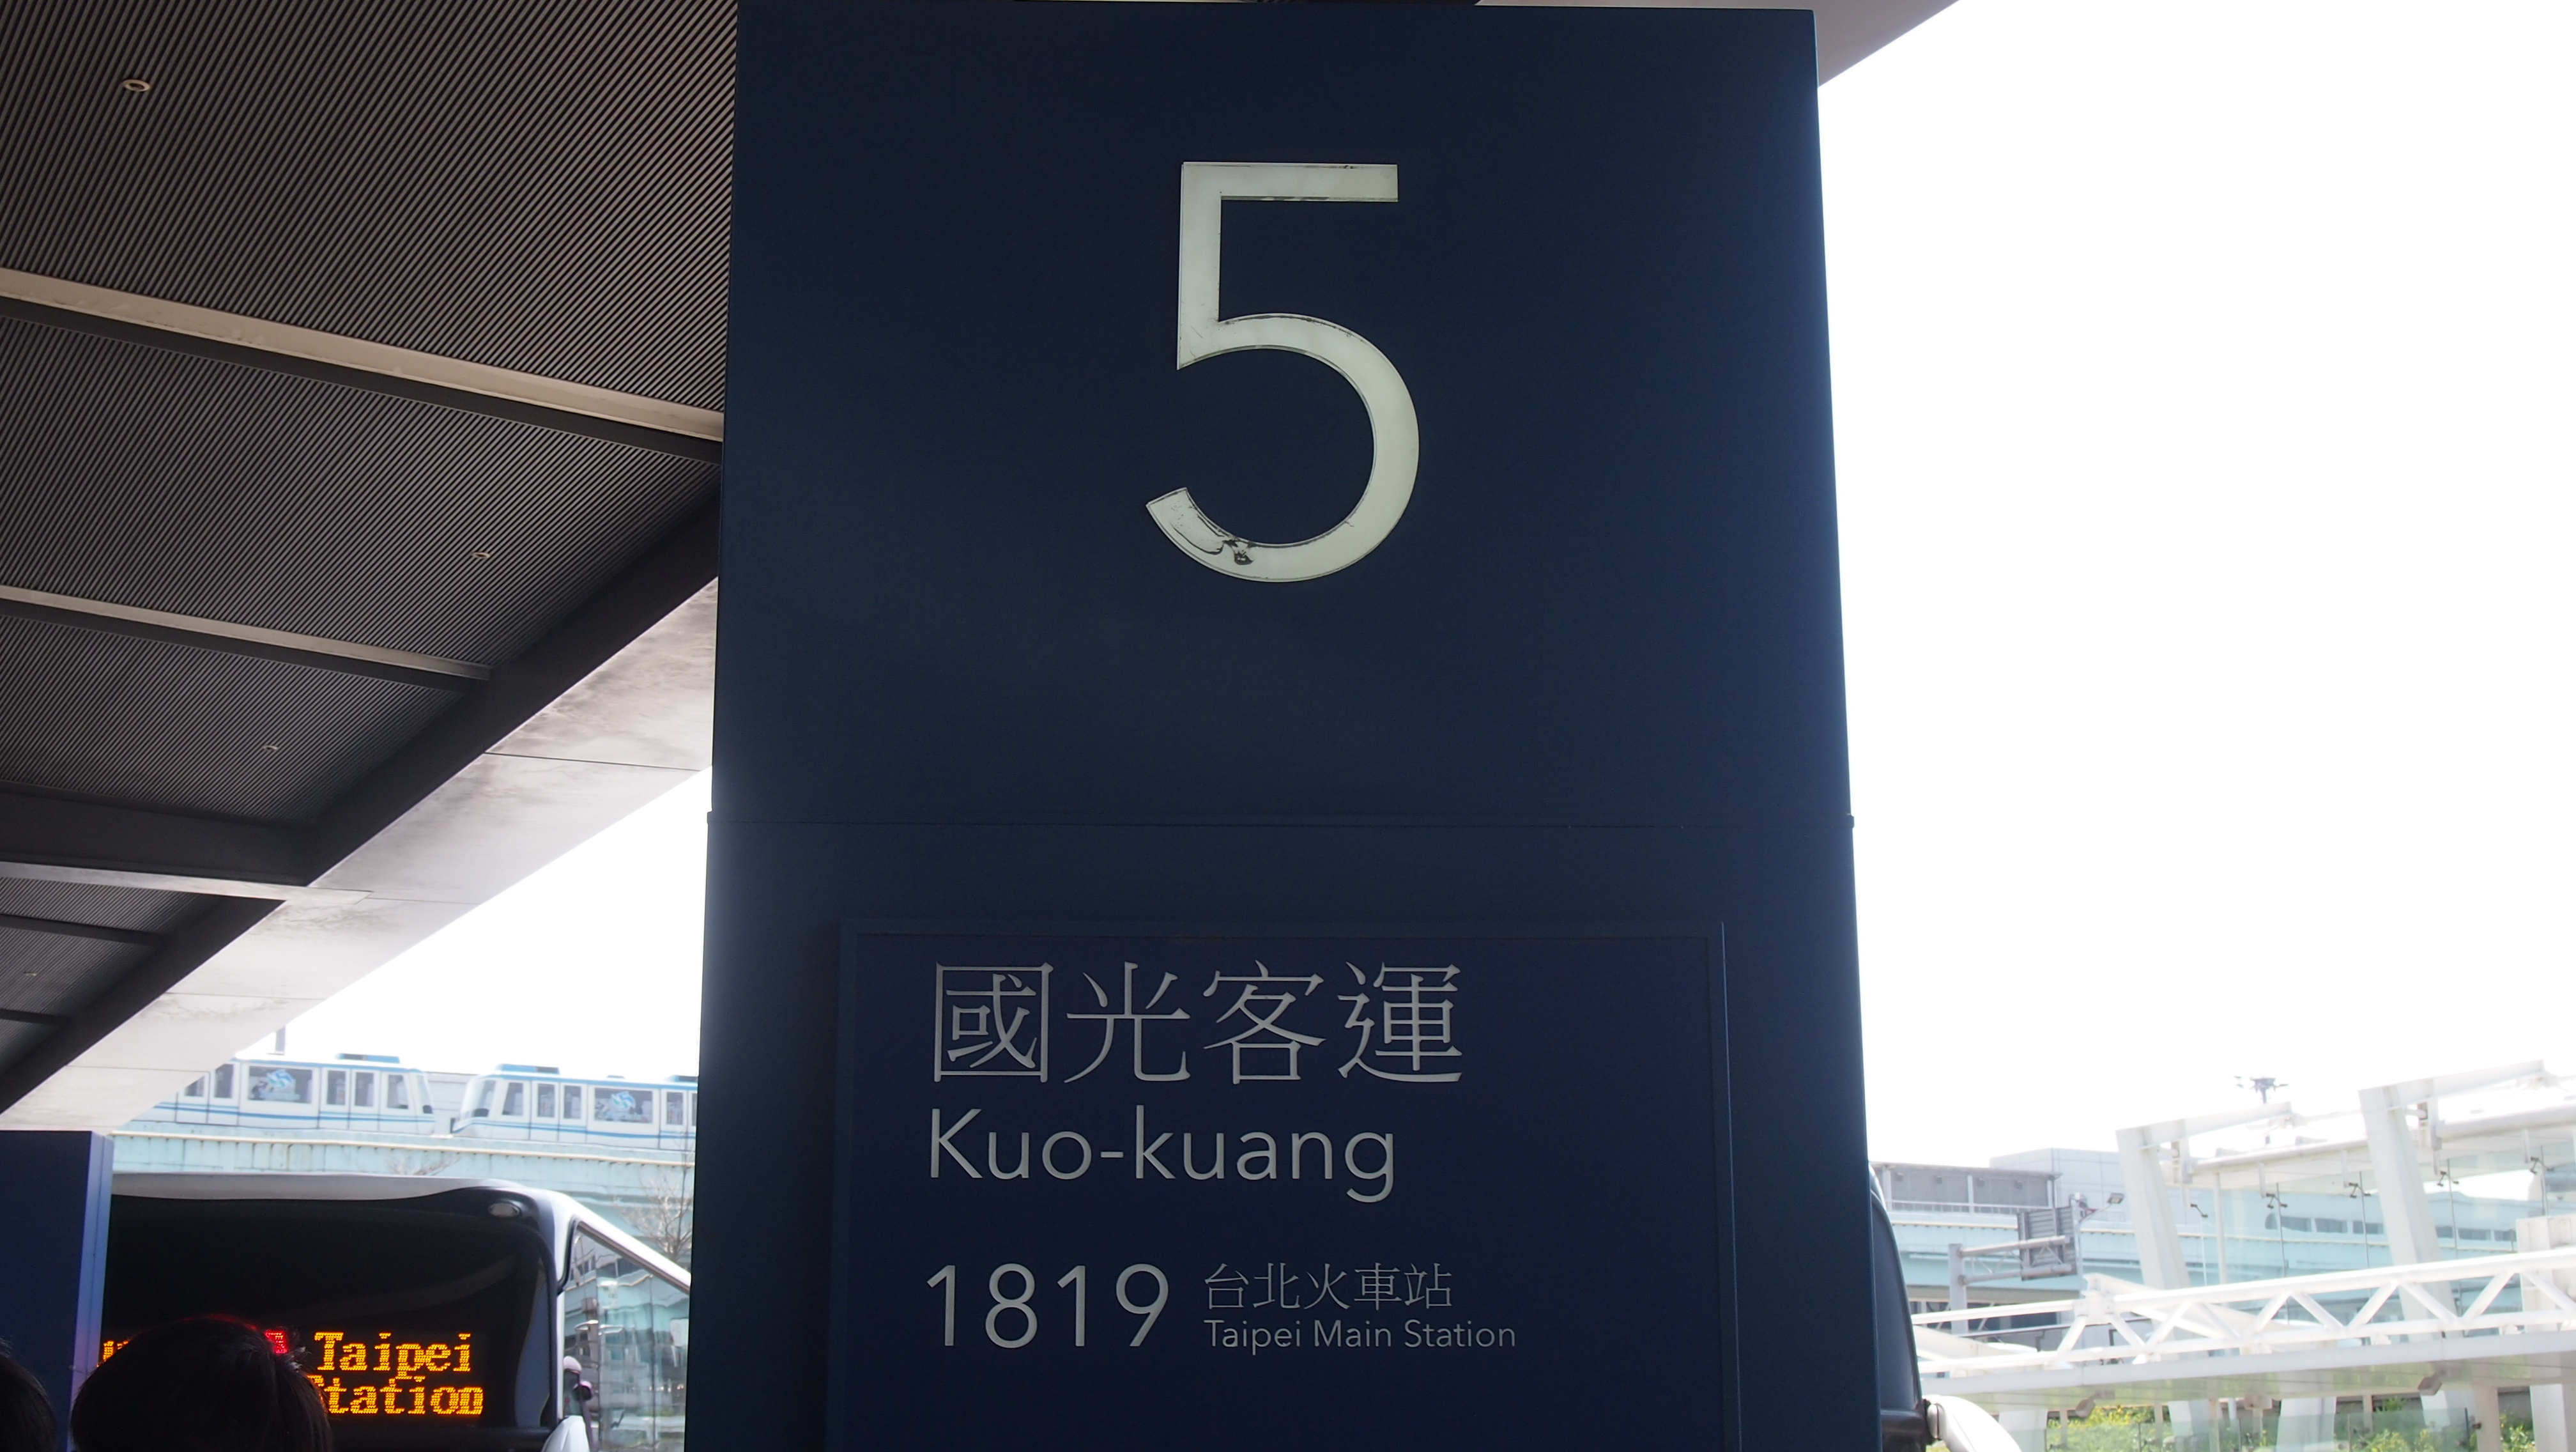 5
國光客運
Kuo-kuang
1819 台北火車站
Taipei Main Station
Taipei
Station